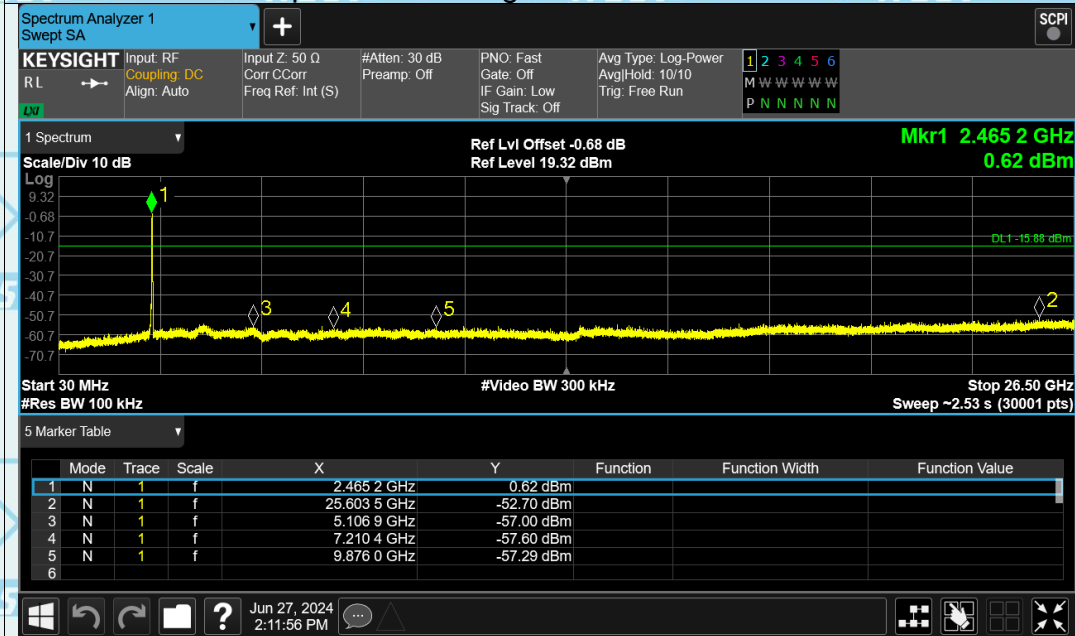 Spectrum Analyzer 1
Swept SA
+
SCPI
KEYSIGHT
R L
LXI
Input: RF
Coupling: DC
Align: Auto
Input Z: 50 Ω
Corr CCorr
Freq Ref: Int (S)
#Atten: 30 dB
Preamp: Off
PNO: Fast
Gate: Off
IF Gain: Low
Sig Track: Off
Avg Type: Log-Power
Avg|Hold: 10/10
Trig: Free Run
1 2 3 4 5 6
M W W W W W
P N N N N N
1 Spectrum
Scale/Div 10 dB
Ref Lvl Offset -0.68 dB
Ref Level 19.32 dBm
Mkr1 2.465 2 GHz
0.62 dBm
Log
9.32
-0.68
-10.7
-20.7
-30.7
-40.7
-50.7
-60.7
-70.7
1
DL1 -15.88 dBm
3
4
5
2
Start 30 MHz
#Video BW 300 kHz
Stop 26.50 GHz
#Res BW 100 kHz
Sweep ~2.53 s (30001 pts)
5 Marker Table
Mode Trace Scale X Y Function Function Width Function Value
1 N 1 f 2.465 2 GHz 0.62 dBm
2 N 1 f 25.603 5 GHz -52.70 dBm
3 N 1 f 5.106 9 GHz -57.00 dBm
4 N 1 f 7.210 4 GHz -57.60 dBm
5 N 1 f 9.876 0 GHz -57.29 dBm
6
?
Jun 27, 2024
2:11:56 PM